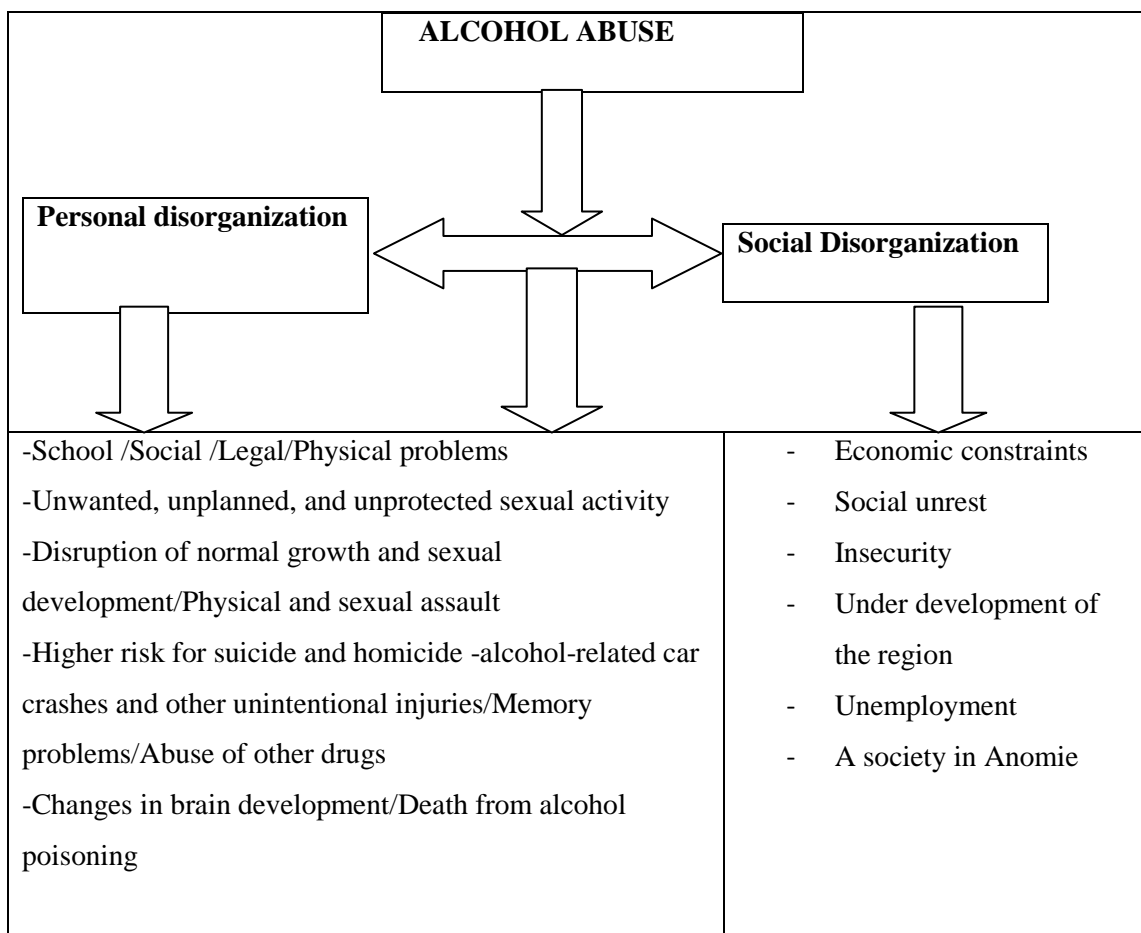 ALCOHOL ABUSE
Personal disorganization
Social Disorganization
-School /Social /Legal/Physical problems
-Unwanted, unplanned, and unprotected sexual activity
-Disruption of normal growth and sexual
development/Physical and sexual assault
-Higher risk for suicide and homicide -alcohol-related car
crashes and other unintentional injuries/Memory
problems/Abuse of other drugs
-Changes in brain development/Death from alcohol
poisoning
- Economic constraints
- Social unrest
- Insecurity
- Under development of
the region
- Unemployment
- A society in Anomie